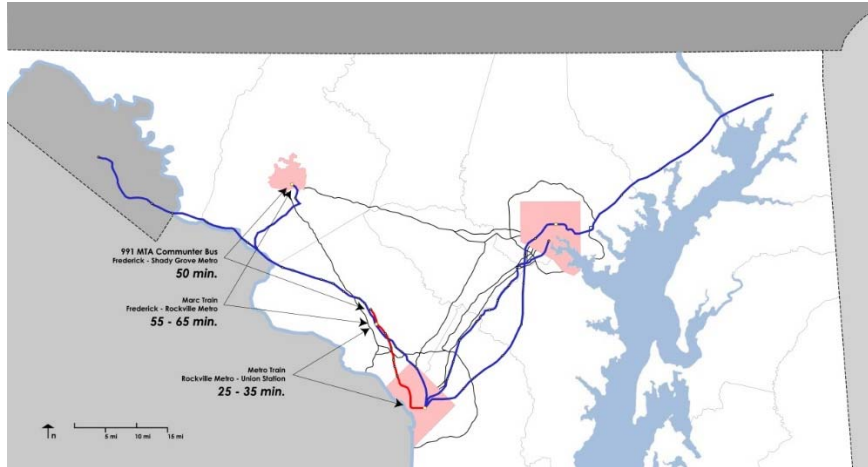 991 MTA Communter Bus
Frederick - Shady Grove Metro
50 min.
Marc Train
Frederick - Rockville Metro
55 - 65 min.
Metro Train
Rockville Metro - Union Station
25 - 35 min.
n
5 mi
10 mi
15 mi